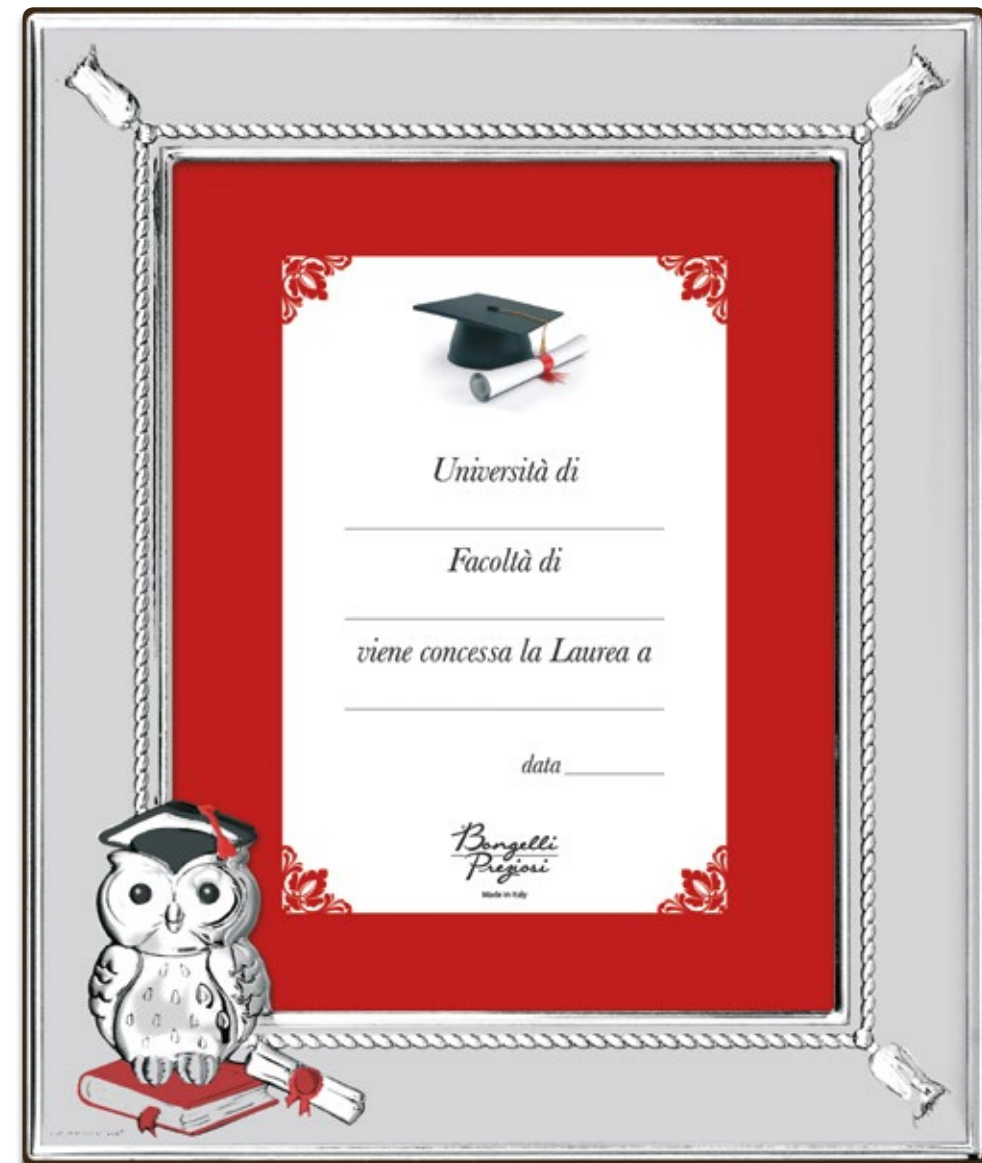 Università di
Facoltà di
viene concessa la Laurea a
data
Bongelli
Preziosi
Made in Italy